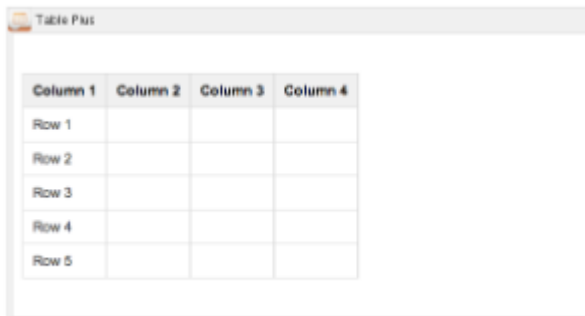 Table Plus
Column 1 Column 2 Column 3 Column 4
Row 1
Row 2
Row 3
Row 4
Row 5